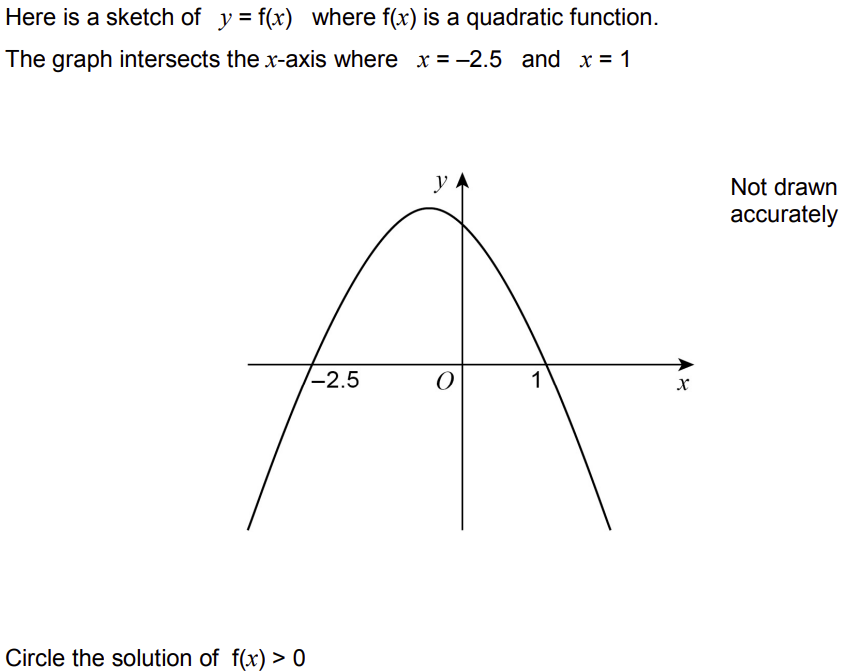 Here is a sketch of y = f(x) where f(x) is a quadratic function.
The graph intersects the x-axis where x = –2.5 and x = 1
y
Not drawn
accurately
–2.5
O
1
x
Circle the solution of f(x) > 0